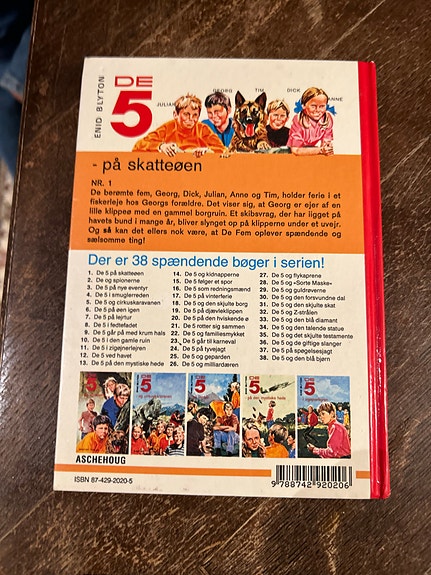 ENID BLYTON
DE
5
JULIAN GEORG TIM DICK ANNE
- på skatteøen
NR. 1
De berømte fem, Georg, Dick, Julian, Anne og Tim, holder ferie i et
fiskerleje hos Georgs forældre. Det viser sig, at Georg er ejer af en
lille klippeø med en gammel borgruin. Et skibsvrag, der har ligget på
havets bund i mange år, bliver slynget op på klipperne under et uvejr.
Og så kan det ellers nok være, at De Fem oplever spændende og
sælsomme ting!
Der er 38 spændende bøger i serien!
1. De 5 på skatteøen
2. De 5 og spionerne
3. De 5 på nye eventyr
4. De 5 i smuglerreden
5. De 5 og cirkuskaravanen
6. De 5 på øen igen
7. De 5 på lejrtur
8. De 5 i fedtefadet
9. De 5 går på med krum hals
10. De 5 i den gamle ruin
11. De 5 i zigøjnerlejren
12. De 5 ved havet
13. De 5 på den mystiske hede
14. De 5 og kidnapperne
15. De 5 følger et spor
16. De 5 som redningsmænd
17. De 5 på vinterferie
18. De 5 og den skjulte borg
19. De 5 på djævleklippen
20. De 5 på den hviskende ø
21. De 5 rotter sig sammen
22. De 5 og familiesmykket
23. De 5 går til karneval
24. De 5 på tyvejagt
25. De 5 og geparden
26. De 5 og milliardæren
27. De 5 og flykaprerne
28. De 5 og »Sorte Maske«
29. De 5 og guldræverne
30. De 5 og den forsvundne dal
31. De 5 og den skjulte skat
32. De 5 og Z-strålen
33. De 5 og den blå diamant
34. De 5 og den talende statue
35. De 5 og det skjulte testamente
36. De 5 og de giftige slanger
37. De 5 på spøgelsesjagt
38. De 5 og den blå bjørn
5
5
5
DE
5
- på den mystiske hede
5
ASCHEHOUG
ISBN 87-429-2020-5
9 788742 920206